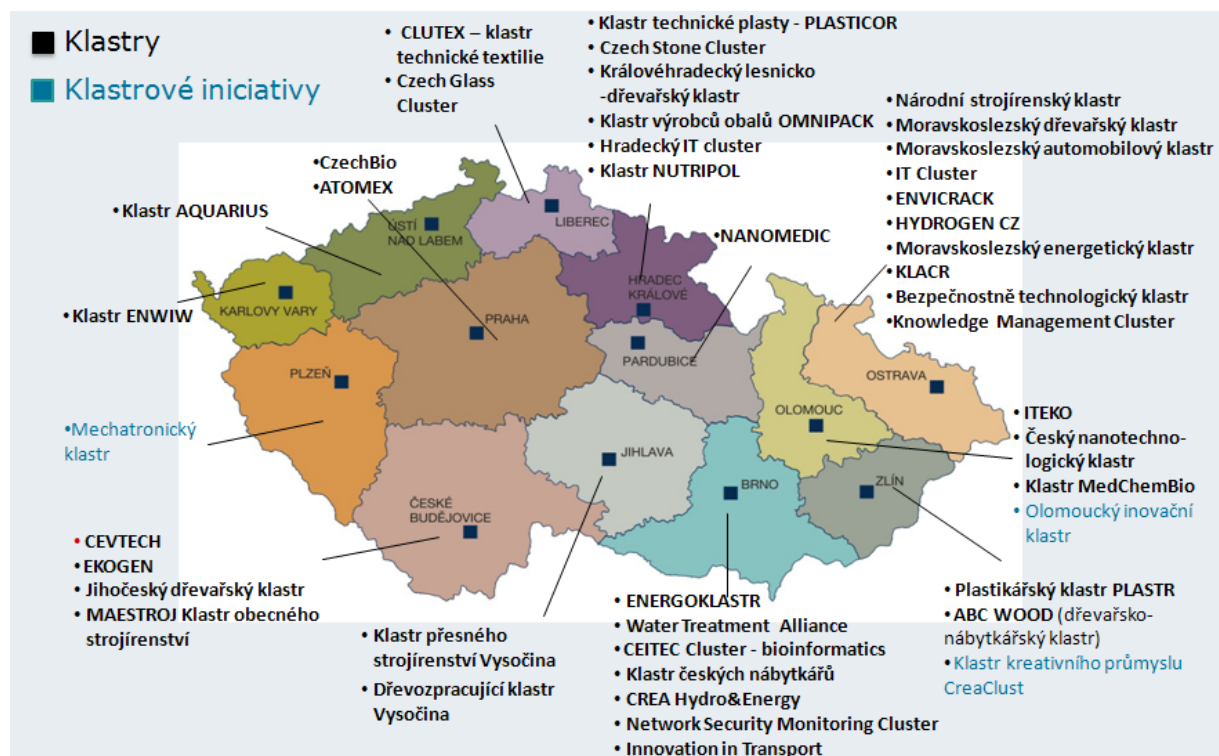 Klastry
Klastrové iniciativy
• CLUTEX – klastr
technické textilie
• Czech Glass
Cluster
• Klastr technické plasty - PLASTICOR
• Czech Stone Cluster
• Královéhradecký lesnicko
-dřevařský klastr
• Klastr výrobců obalů OMNIPACK
• Hradecký IT cluster
• Klastr NUTRIPOL
• Národní strojírenský klastr
• Moravskoslezský dřevařský klastr
• Moravskoslezský automobilový klastr
• IT Cluster
• ENVICRACK
• HYDROGEN CZ
• Moravskoslezský energetický klastr
• KLACR
• Bezpečnostně technologický klastr
•Knowledge Management Cluster
•CzechBio
•ATOMEX
• Klastr AQUARIUS
•NANOMEDIC
• Klastr ENWIW
•Mechatronický
klastr
ÚSTÍ
NAD LABEM
LIBEREC
KARLOVY VARY
HRADEC
KRÁLOVÉ
PRAHA
PARDUBICE
PLZEŇ
OSTRAVA
OLOMOUC
JIHLAVA
BRNO
ZLÍN
ČESKÉ
BUDĚJOVICE
• ITEKO
• Český nanotechno-
logický klastr
• Klastr MedChemBio
• Olomoucký inovační
klastr
• CEVTECH
• EKOGEN
• Jihočeský dřevařský klastr
• MAESTROJ Klastr obecného
strojírenství
• Klastr přesného
strojírenství Vysočina
• Dřevozpracující klastr
Vysočina
• ENERGOKLASTR
• Water Treatment Alliance
• CEITEC Cluster - bioinformatics
• Klastr českých nábytkářů
• CREA Hydro&Energy
• Network Security Monitoring Cluster
• Innovation in Transport
• Plastikářský klastr PLASTR
• ABC WOOD (dřevařsko-
nábytkářský klastr)
• Klastr kreativního průmyslu
CreaClust